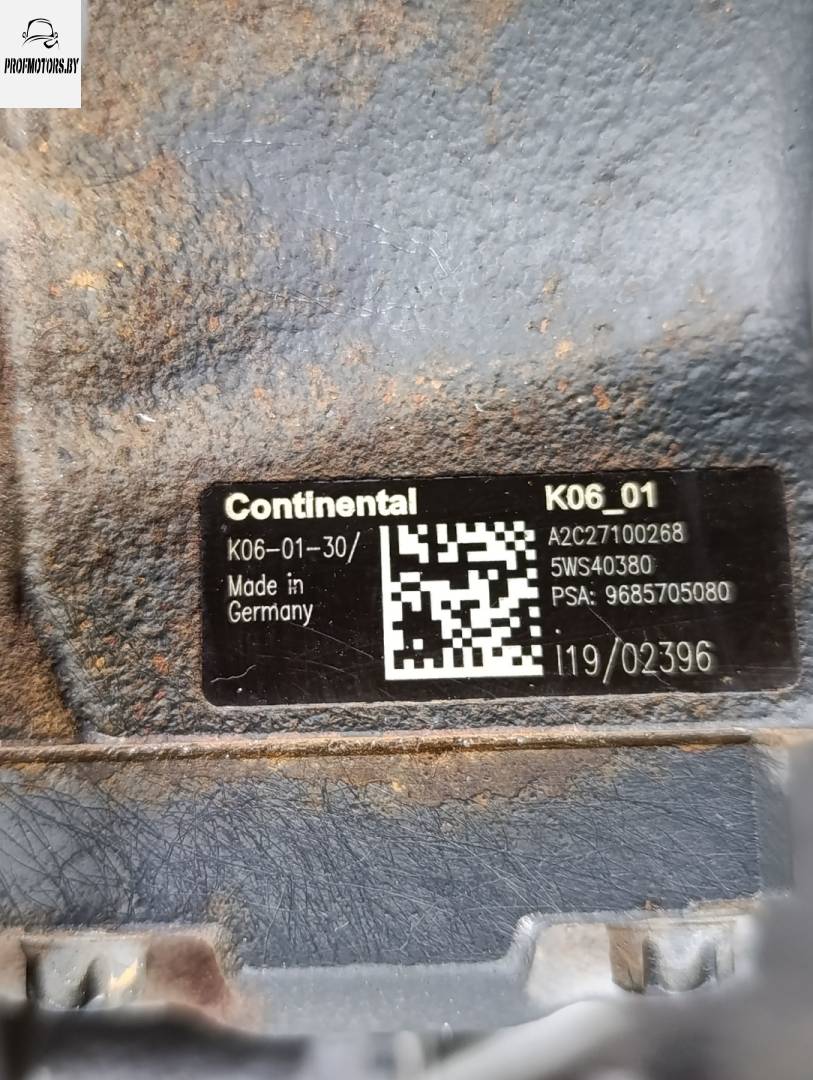 PROFMOTORS.BY
Continental
K06_01
K06-01-30/
A2C27100268
Made in
Germany
5WS40380
PSA: 9685705080
I19/02396